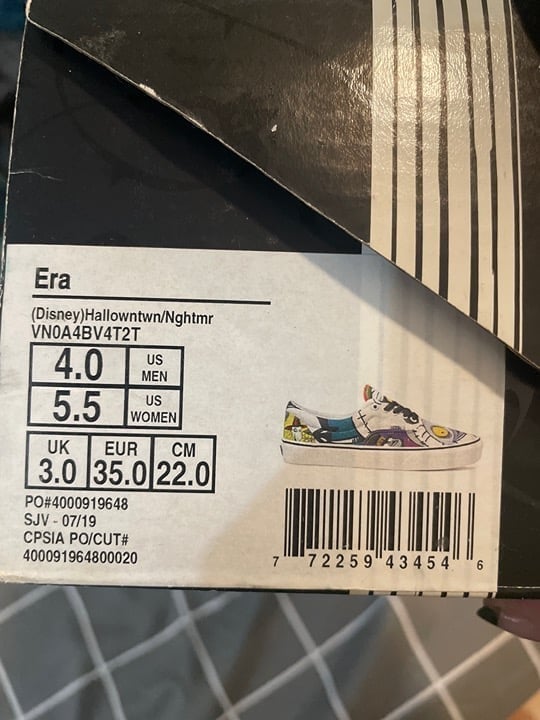 Era
(Disney)Hallowntwn/Nghtmr
VN0A4BV4T2T
4.0 US MEN
5.5 US WOMEN
UK EUR CM
3.0 35.0 22.0
PO#4000919648
SJV - 07/19
CPSIA PO/CUT#
400091964800020
7 72259 43454 6